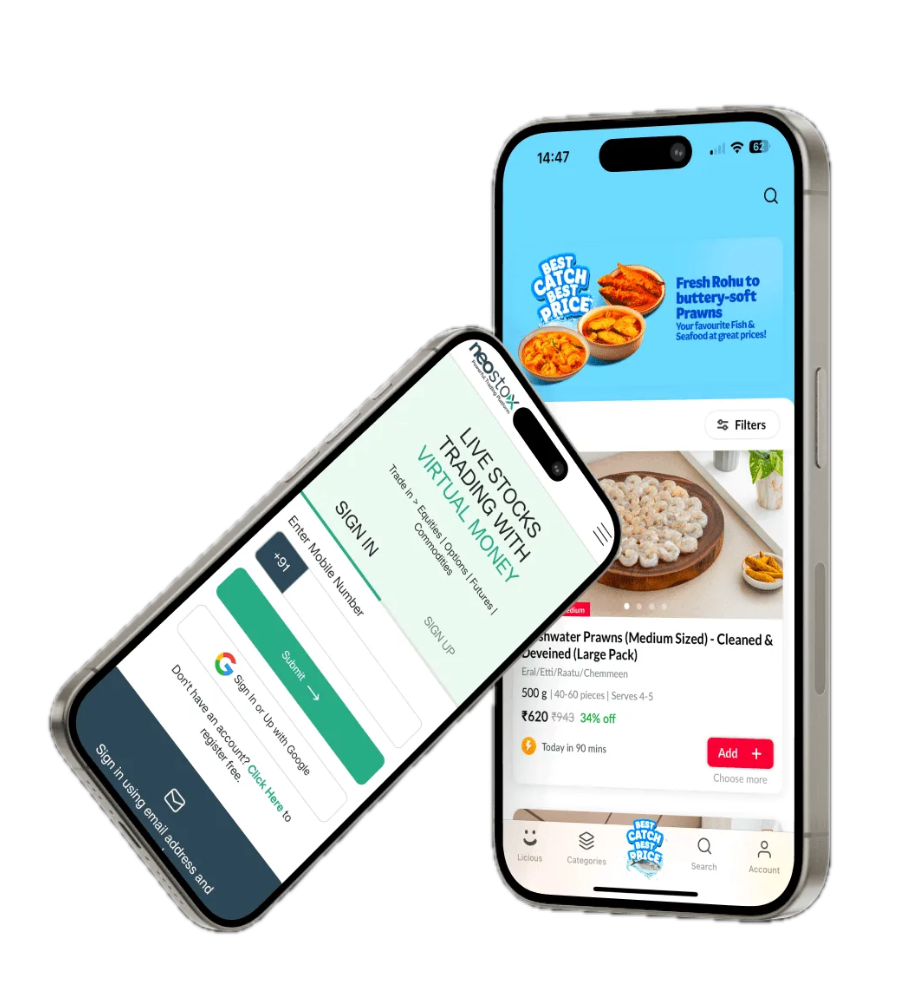 14:47
62
BEST
CATCH
BEST
PRICE
Fresh Rohu to
buttery-soft
Prawns
Your favourite Fish &
Seafood at great prices!
Filters
Freshwater Prawns (Medium Sized) - Cleaned &
Deveined (Large Pack)
Eral/Etti/Raatu/Chemmeen
500 g | 40-60 pieces | Serves 4-5
₹620 ₹943 34% off
Today in 90 mins
Add +
Choose more
Licious
Categories
BEST
CATCH
BEST
PRICE
Search
Account
neostox
Powerful Trading Platform
LIVE STOCKS
TRADING WITH
VIRTUAL MONEY
Trade in > Equities | Options | Futures |
Commodities
SIGN IN
SIGN UP
Enter Mobile Number
+91
Submit →
Sign In or Up with Google
Don't have an account? Click Here to
register free.
Sign in using email address and